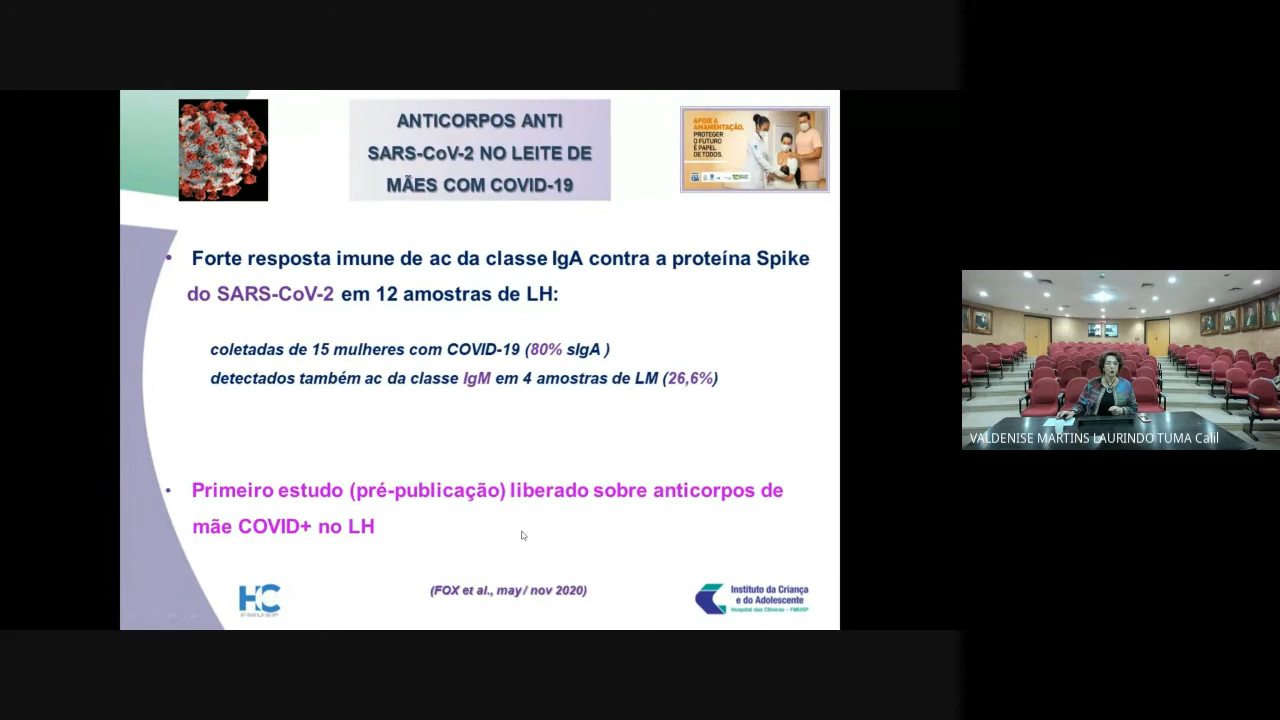 ANTICORPOS ANTI
SARS-CoV-2 NO LEITE DE
MÃES COM COVID-19
APOIE A
AMAMENTAÇÃO.
PROTEGER
O FUTURO
É PAPEL
DE TODOS.
• Forte resposta imune de ac da classe IgA contra a proteína Spike
do SARS-CoV-2 em 12 amostras de LH:
coletadas de 15 mulheres com COVID-19 (80% sIgA )
detectados também ac da classe IgM em 4 amostras de LM (26,6%)
• Primeiro estudo (pré-publicação) liberado sobre anticorpos de
mãe COVID+ no LH
(FOX et al., may / nov 2020)
HC
FMUSP
Instituto da Criança
e do Adolescente
Hospital das Clínicas - FMUSP
VALDENISE MARTINS LAURINDO TUMA Calil